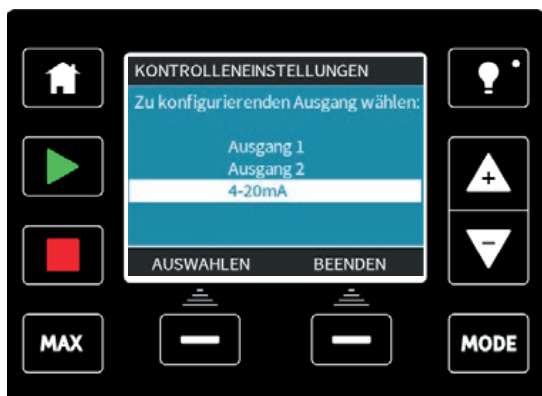 KONTROLLENEINSTELLUNGEN
Zu konfigurierenden Ausgang wählen:
Ausgang 1
Ausgang 2
4-20mA
AUSWAHLEN BEENDEN
MAX
MODE